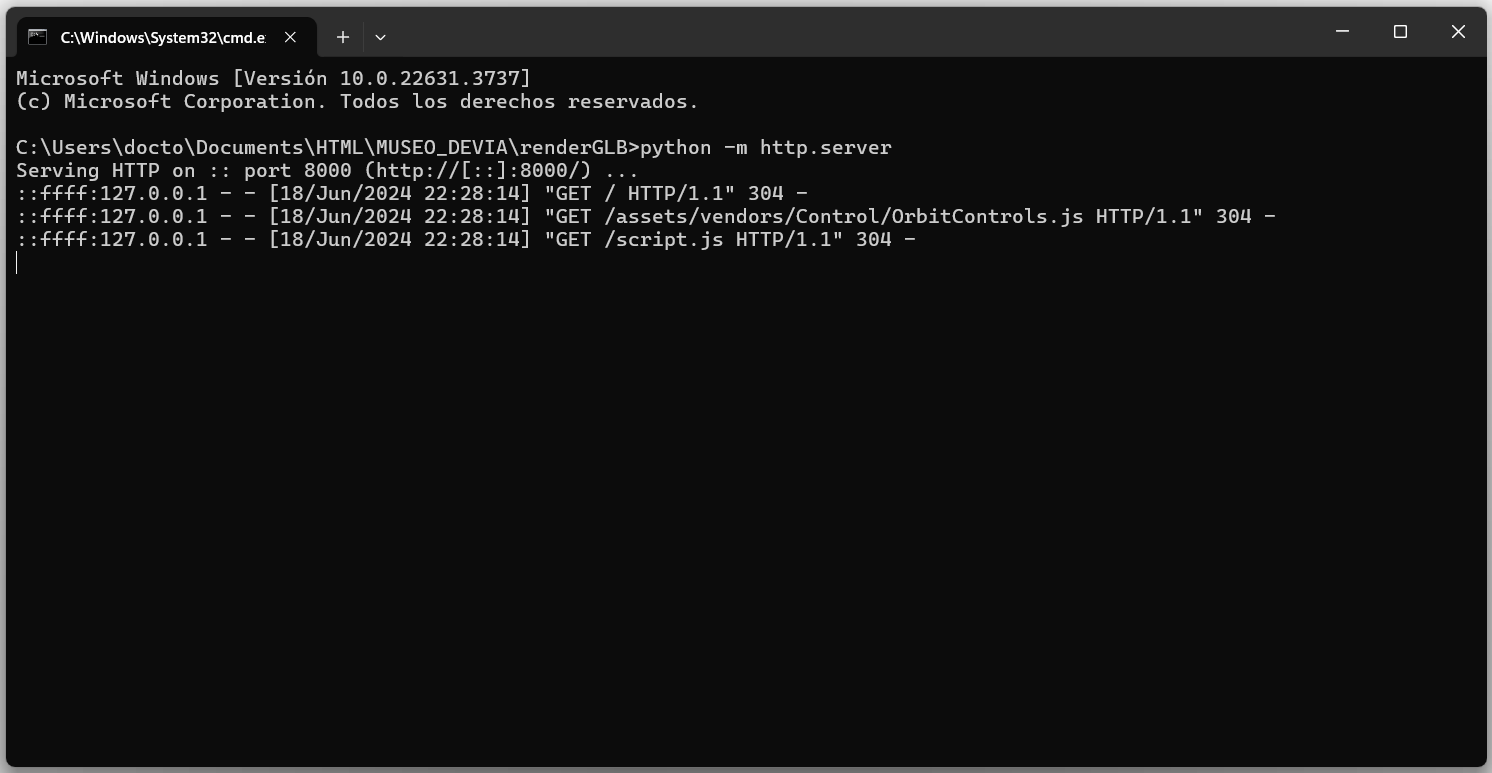 C:\Windows\System32\cmd.e
Microsoft Windows [Versión 10.0.22631.3737]
(c) Microsoft Corporation. Todos los derechos reservados.
C:\Users\docto\Documents\HTML\MUSEO_DEVIA\renderGLB>python -m http.server
Serving HTTP on :: port 8000 (http://[::]:8000/) ...
::ffff:127.0.0.1 - - [18/Jun/2024 22:28:14] "GET / HTTP/1.1" 304 -
::ffff:127.0.0.1 - - [18/Jun/2024 22:28:14] "GET /assets/vendors/Control/OrbitControls.js HTTP/1.1" 304 -
::ffff:127.0.0.1 - - [18/Jun/2024 22:28:14] "GET /script.js HTTP/1.1" 304 -